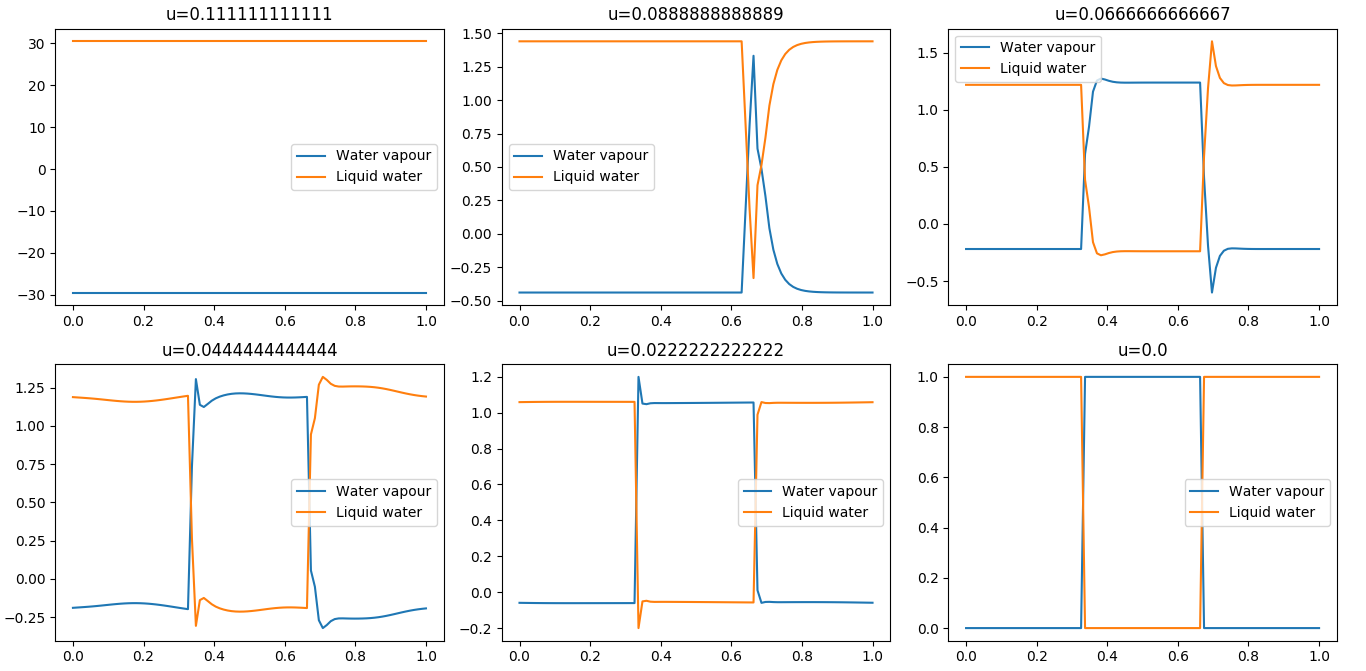 u=0.111111111111
30
20
10
0
−10
−20
−30
Water vapour
Liquid water
0.0 0.2 0.4 0.6 0.8 1.0
u=0.0888888888889
1.50
1.25
1.00
0.75
0.50
0.25
0.00
−0.25
−0.50
Water vapour
Liquid water
0.0 0.2 0.4 0.6 0.8 1.0
u=0.0666666666667
1.5
1.0
0.5
0.0
−0.5
Water vapour
Liquid water
0.0 0.2 0.4 0.6 0.8 1.0
u=0.0444444444444
1.25
1.00
0.75
0.50
0.25
0.00
−0.25
Water vapour
Liquid water
0.0 0.2 0.4 0.6 0.8 1.0
u=0.0222222222222
1.2
1.0
0.8
0.6
0.4
0.2
0.0
−0.2
Water vapour
Liquid water
0.0 0.2 0.4 0.6 0.8 1.0
u=0.0
1.0
0.8
0.6
0.4
0.2
0.0
Water vapour
Liquid water
0.0 0.2 0.4 0.6 0.8 1.0